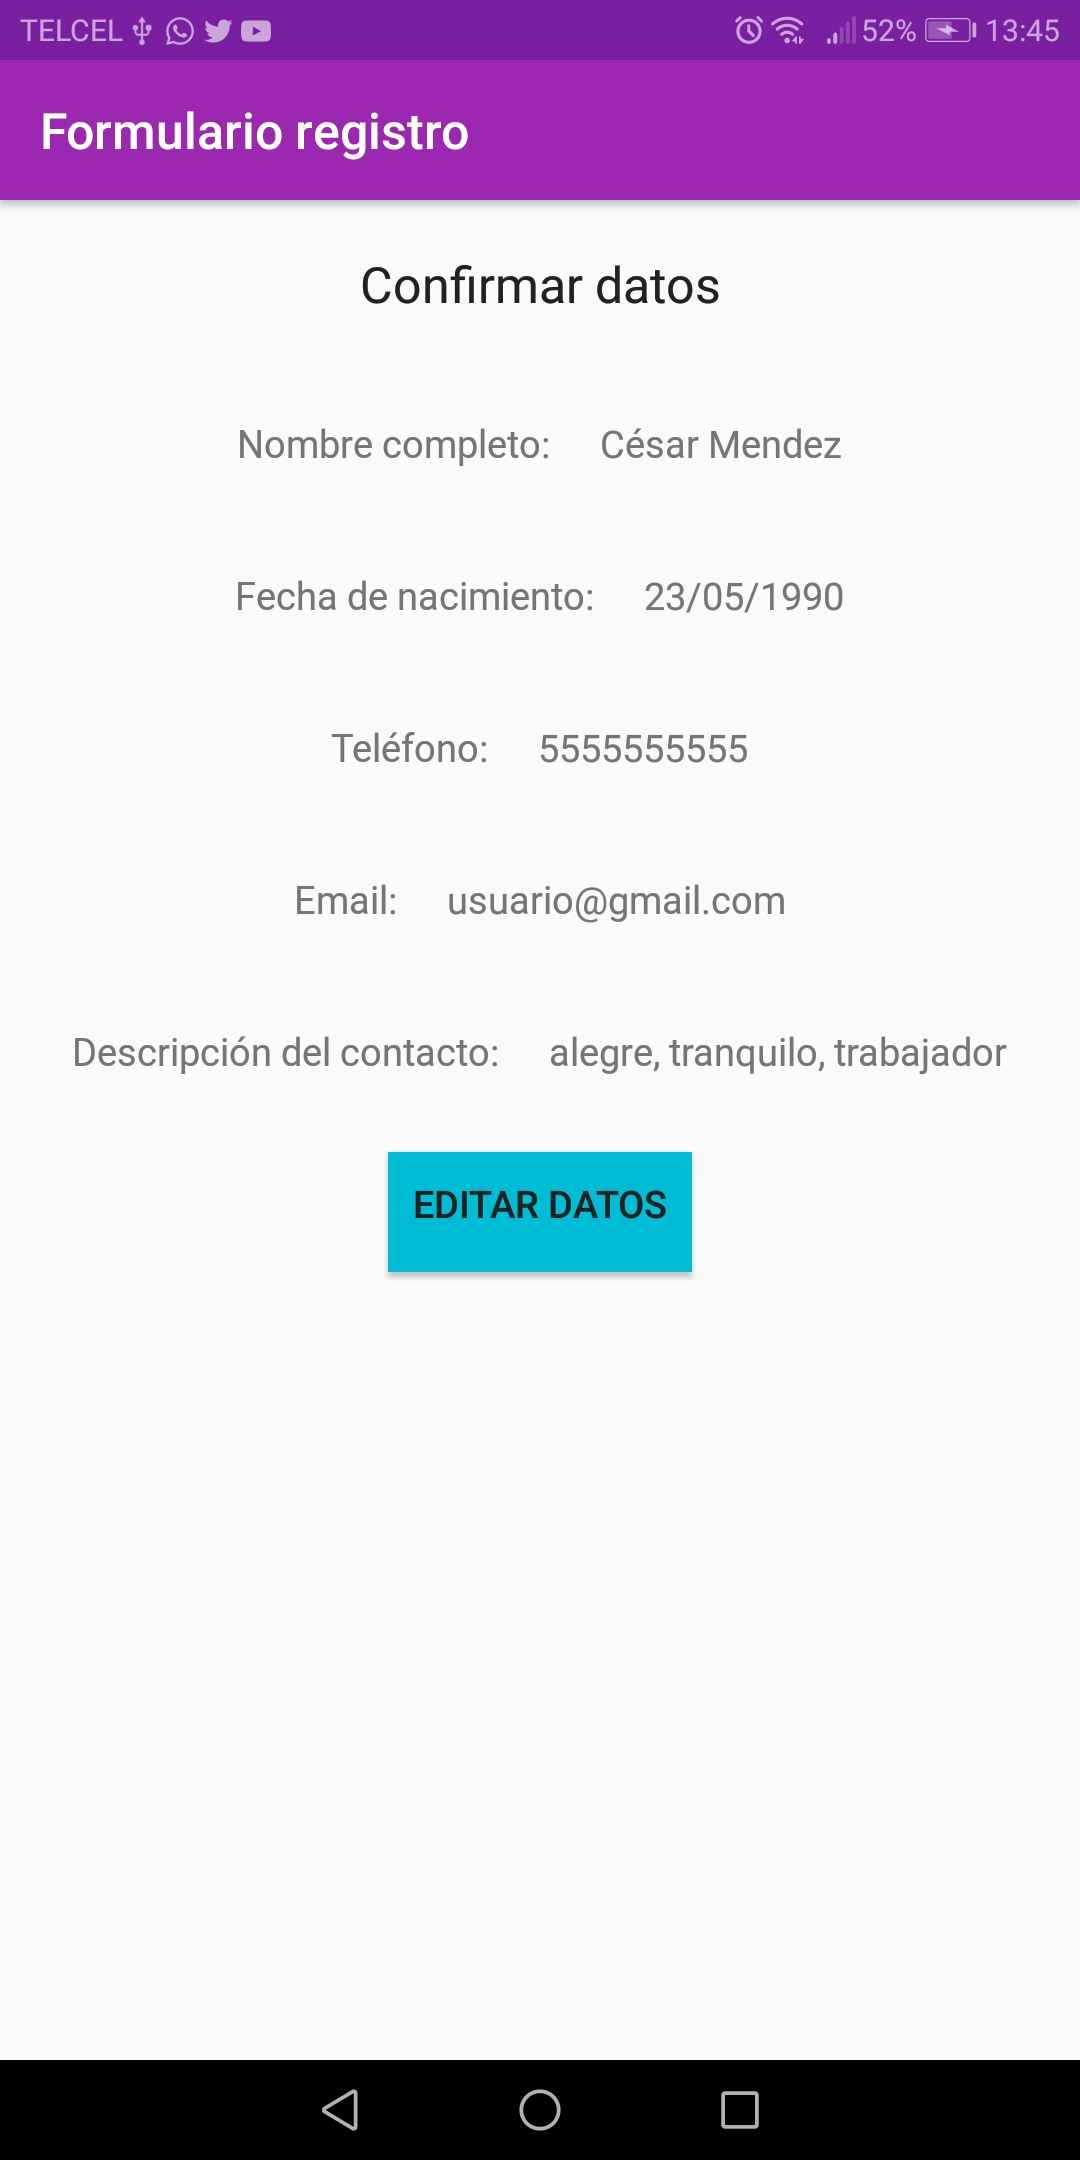 TELCEL 52% 13:45
Formulario registro
Confirmar datos
Nombre completo: César Mendez
Fecha de nacimiento: 23/05/1990
Teléfono: 5555555555
Email: usuario@gmail.com
Descripción del contacto: alegre, tranquilo, trabajador
EDITAR DATOS